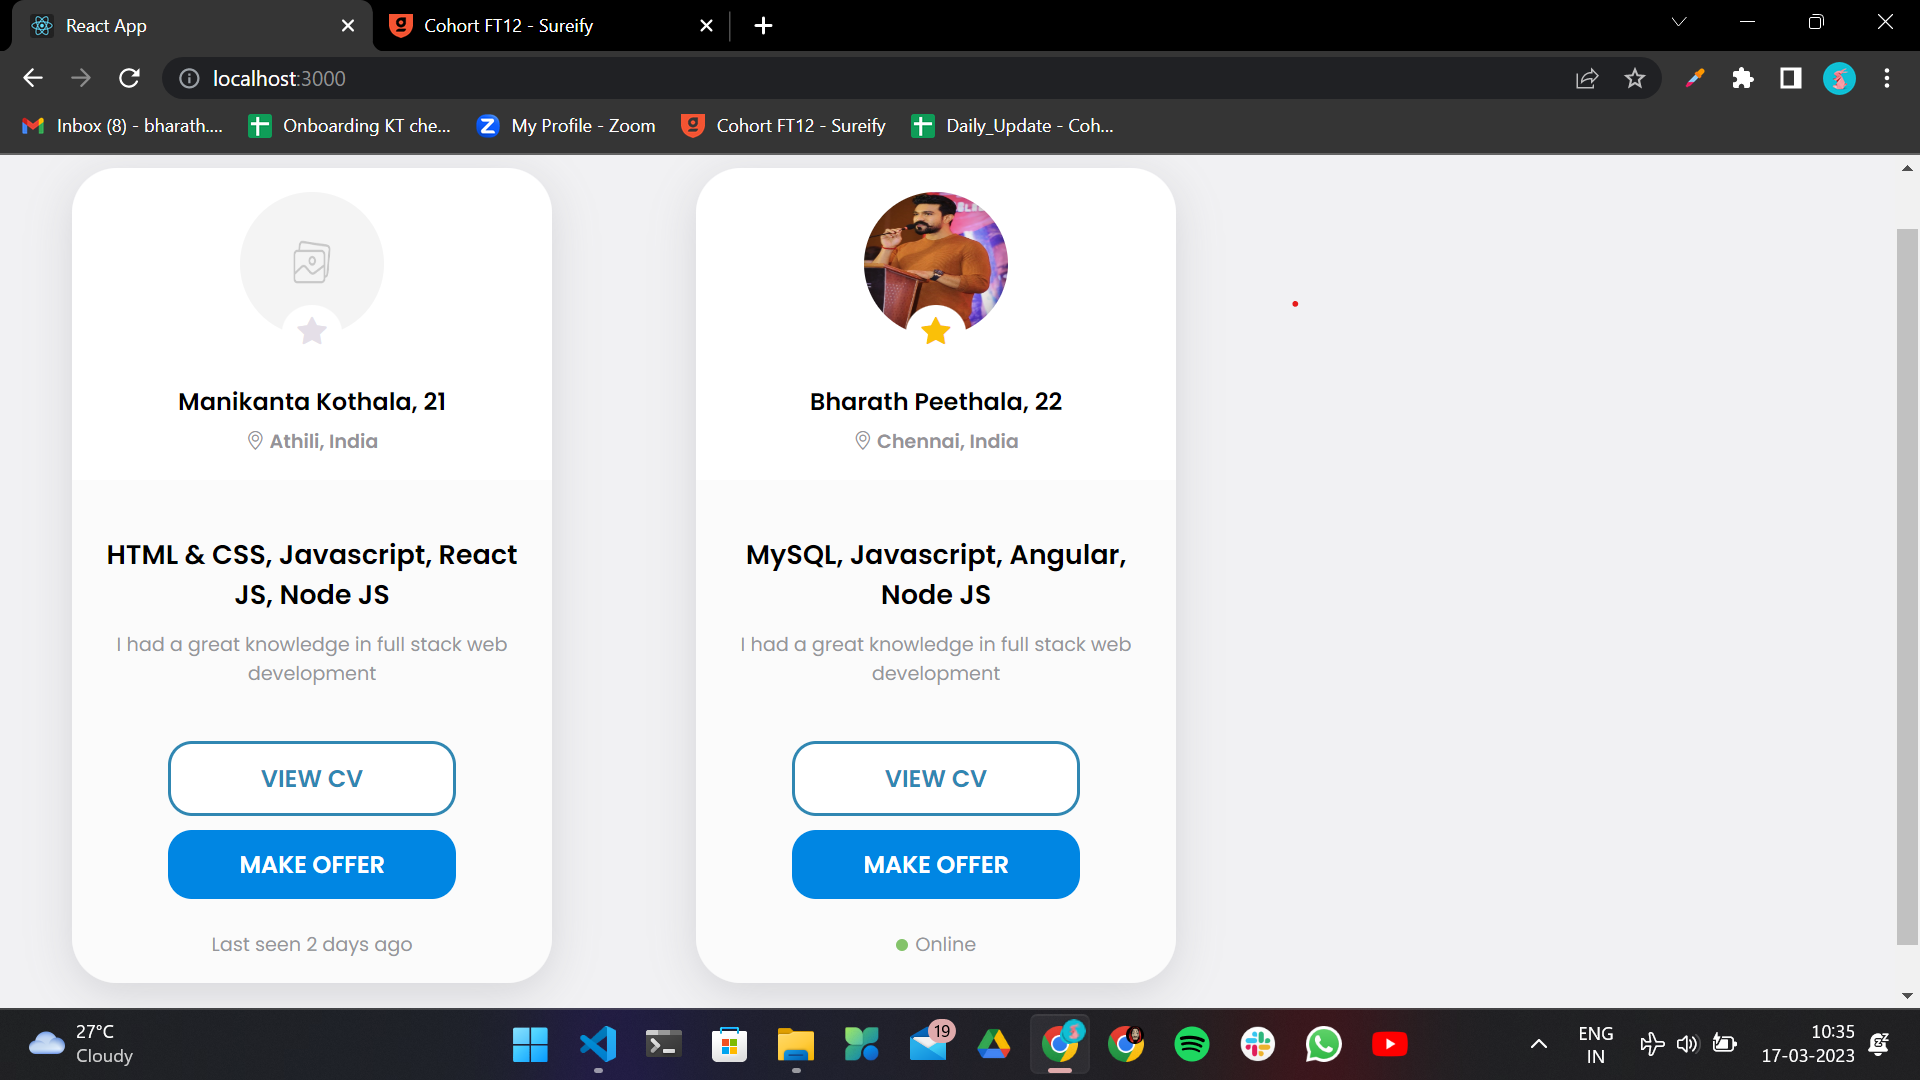 React App
Cohort FT12 - Sureify
localhost:3000
Inbox (8) - bharath....
Onboarding KT che...
My Profile - Zoom
Cohort FT12 - Sureify
Daily_Update - Coh...
Manikanta Kothala, 21
Athili, India
HTML & CSS, Javascript, React
JS, Node JS
I had a great knowledge in full stack web
development
VIEW CV
MAKE OFFER
Last seen 2 days ago
Bharath Peethala, 22
Chennai, India
MySQL, Javascript, Angular,
Node JS
I had a great knowledge in full stack web
development
VIEW CV
MAKE OFFER
Online
27°C
Cloudy
19
ENG
IN
10:35
17-03-2023